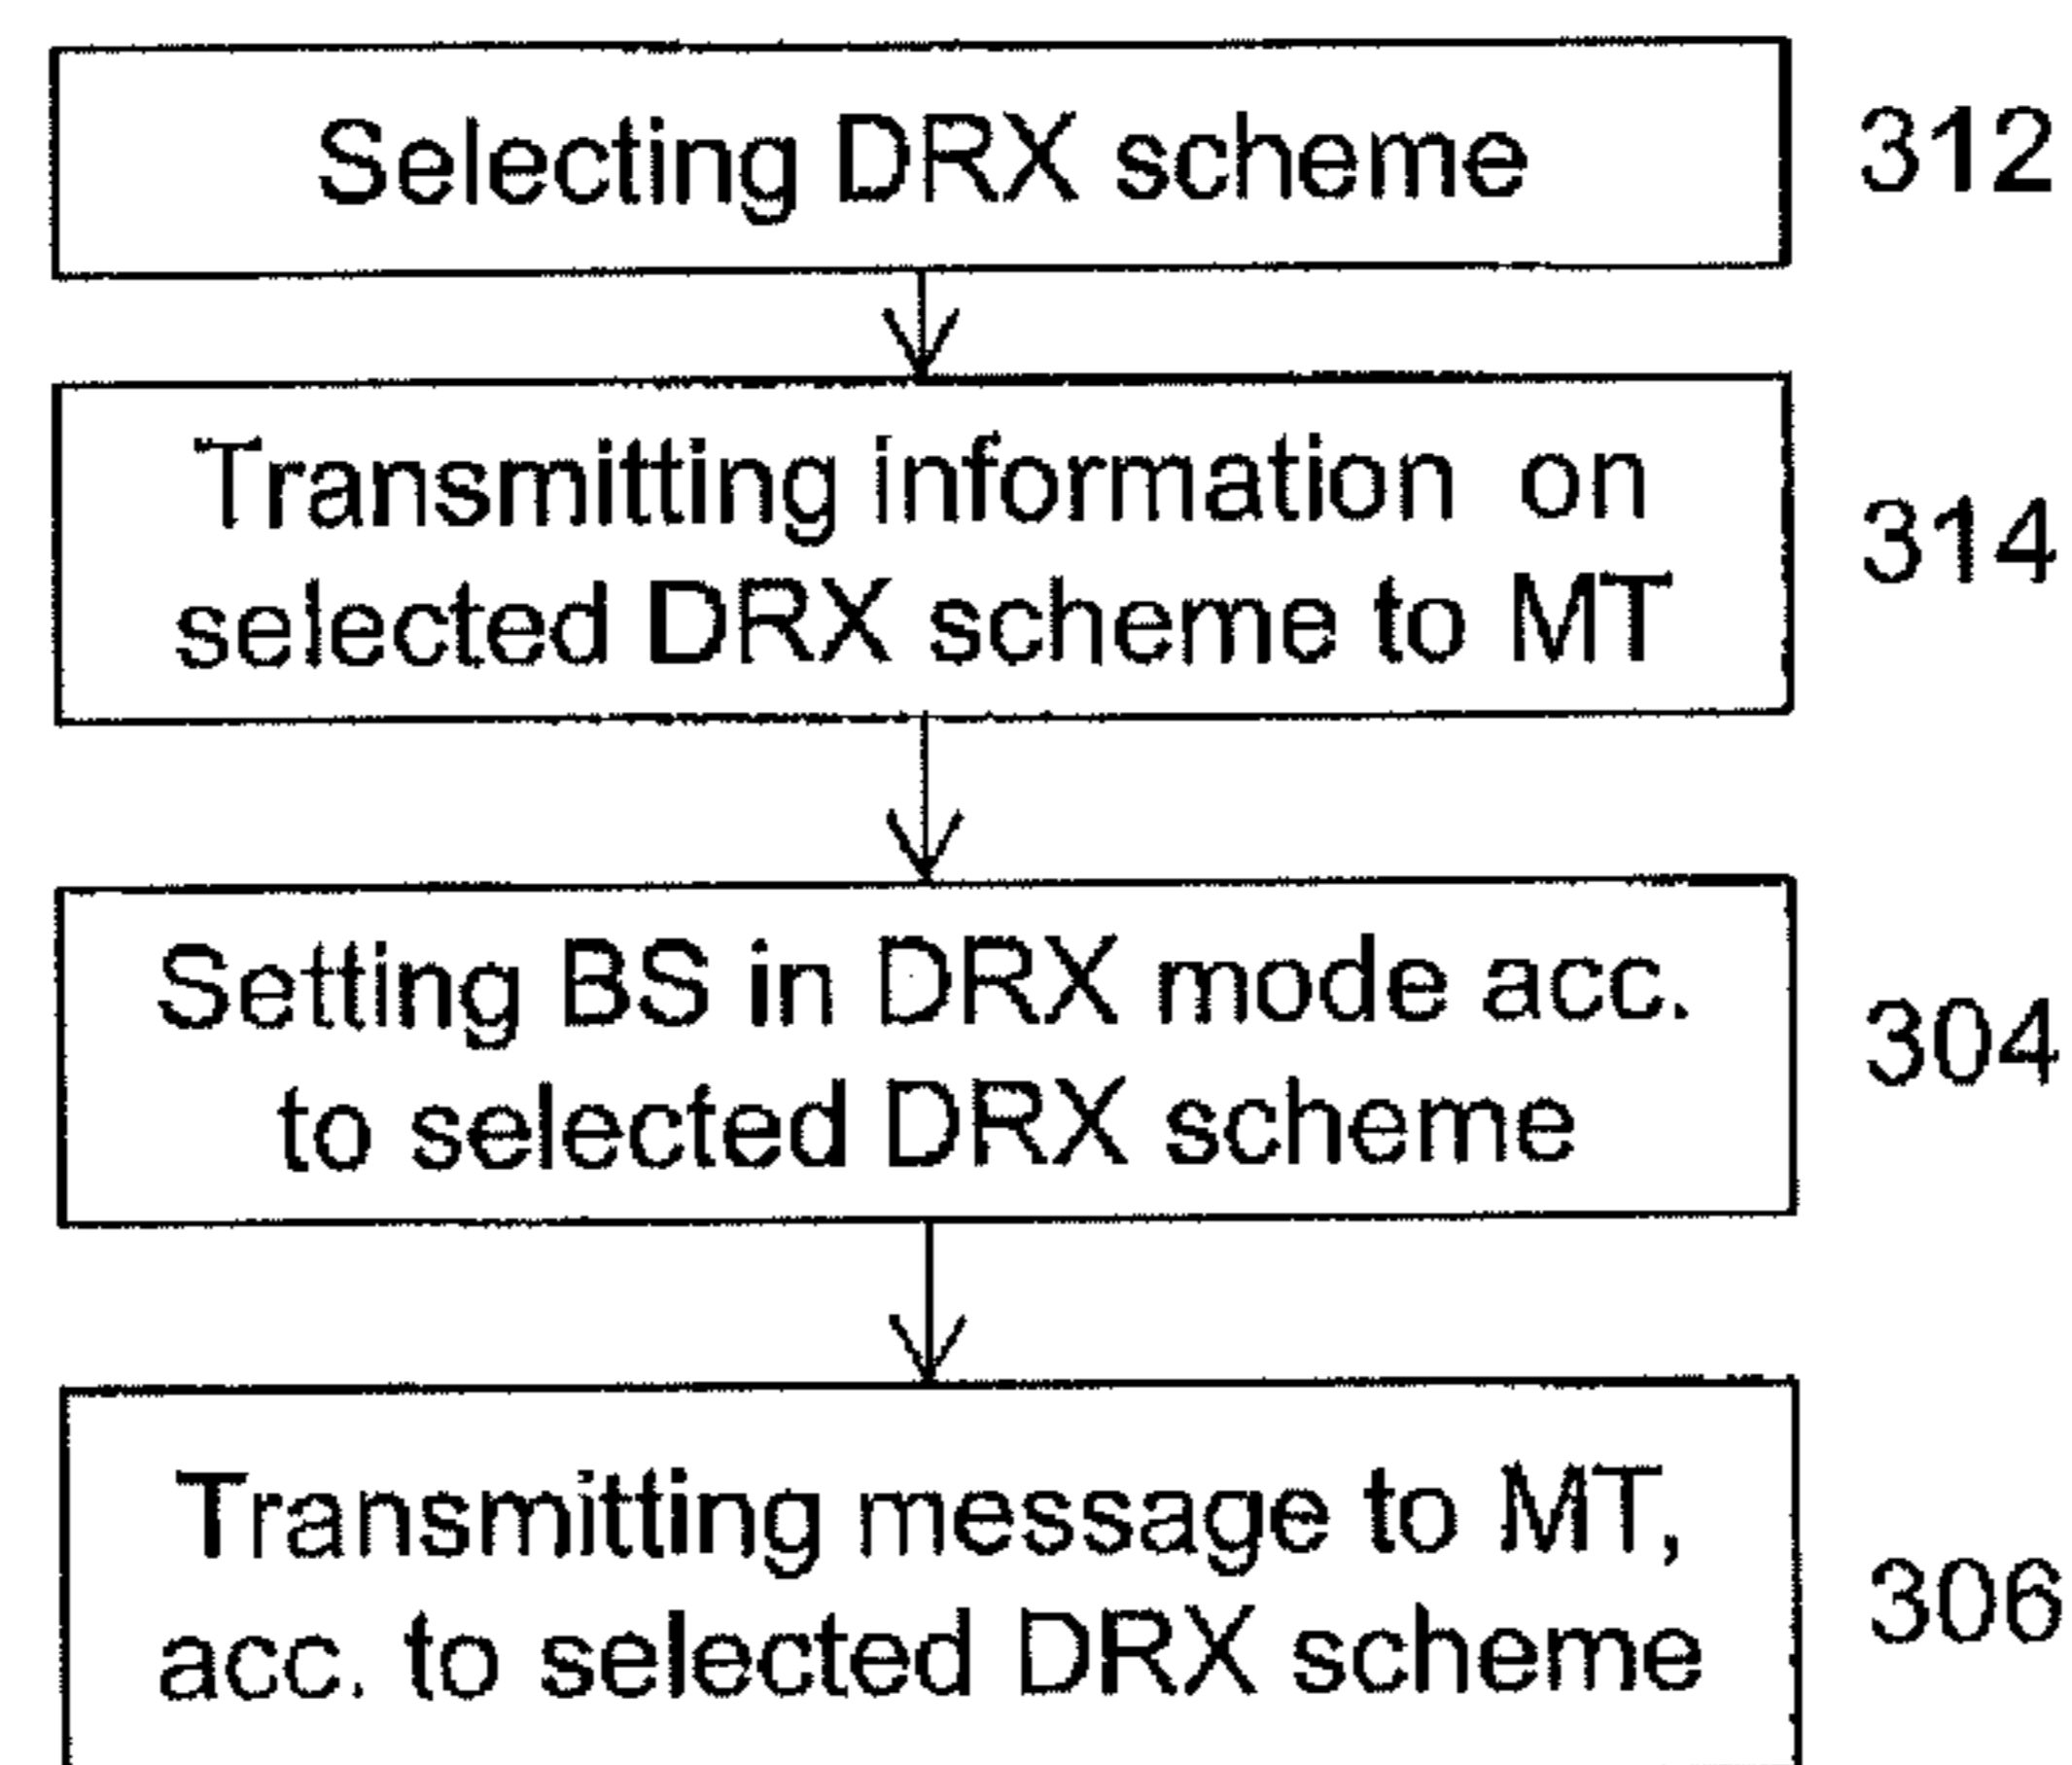 Selecting DRX scheme
312
Transmitting information on
selected DRX scheme to MT
314
Setting BS in DRX mode acc.
to selected DRX scheme
304
Transmitting message to MT,
acc. to selected DRX scheme
306